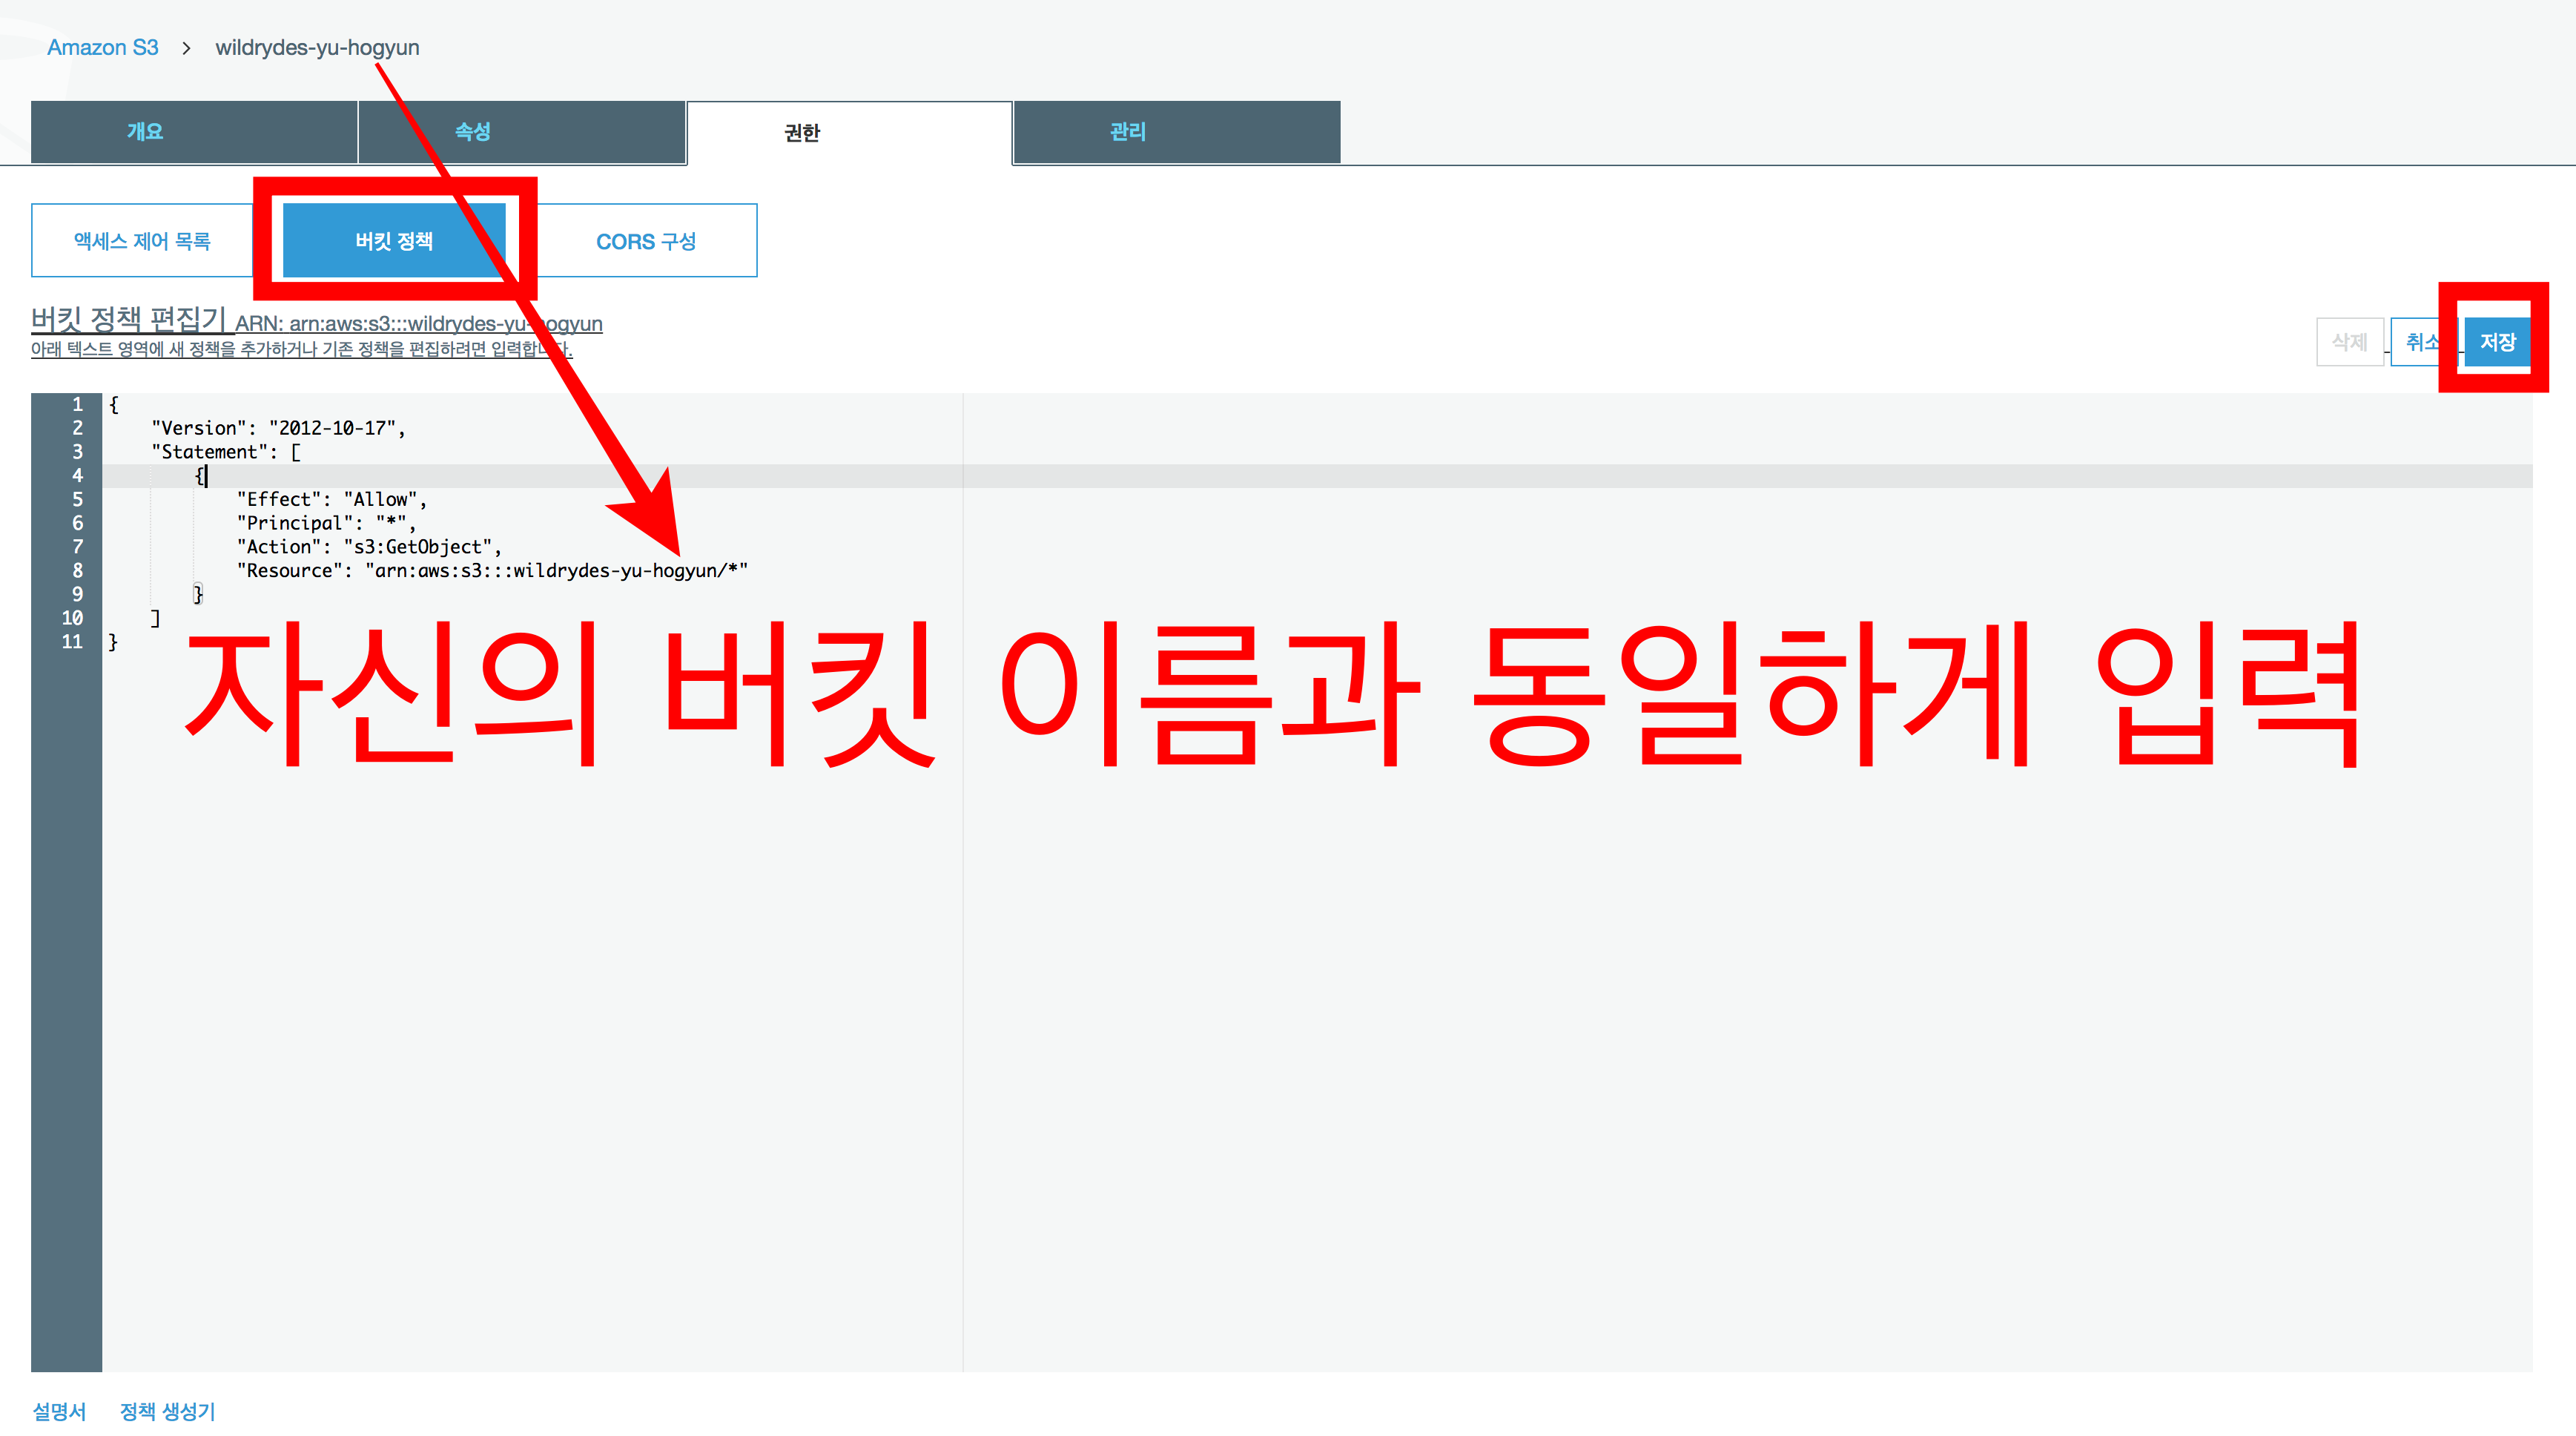 Amazon S3 > wildrydes-yu-hogyun
개요 속성 권한 관리
액세스 제어 목록 버킷 정책 CORS 구성
버킷 정책 편집기 ARN: arn:aws:s3:::wildrydes-yu-hogyun
아래 텍스트 영역에 새 정책을 추가하거나 기존 정책을 편집하려면 입력합니다.
삭제 취소 저장
1 {
2 "Version": "2012-10-17",
3 "Statement": [
4 {
5 "Effect": "Allow",
6 "Principal": "*",
7 "Action": "s3:GetObject",
8 "Resource": "arn:aws:s3:::wildrydes-yu-hogyun/*"
9 }
10 ]
11 }
자신의 버킷 이름과 동일하게 입력
설명서 정책 생성기